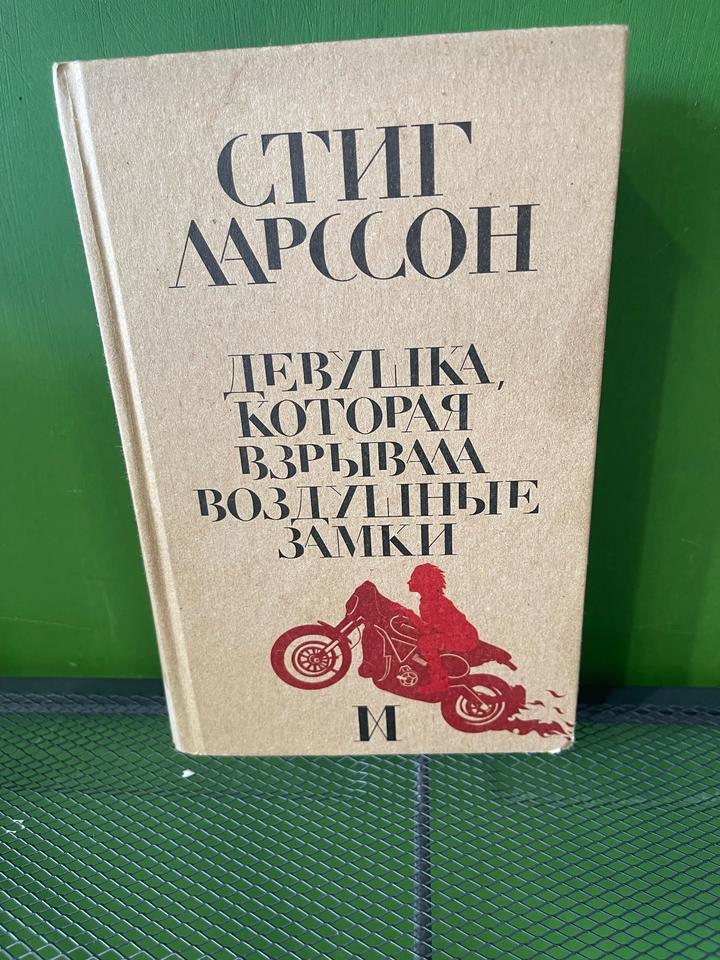 СТИГ
ЛАРССОН
ДЕВУШКА,
КОТОРАЯ
ВЗРЫВАЛА
ВОЗДУШНЫЕ
ЗАМКИ